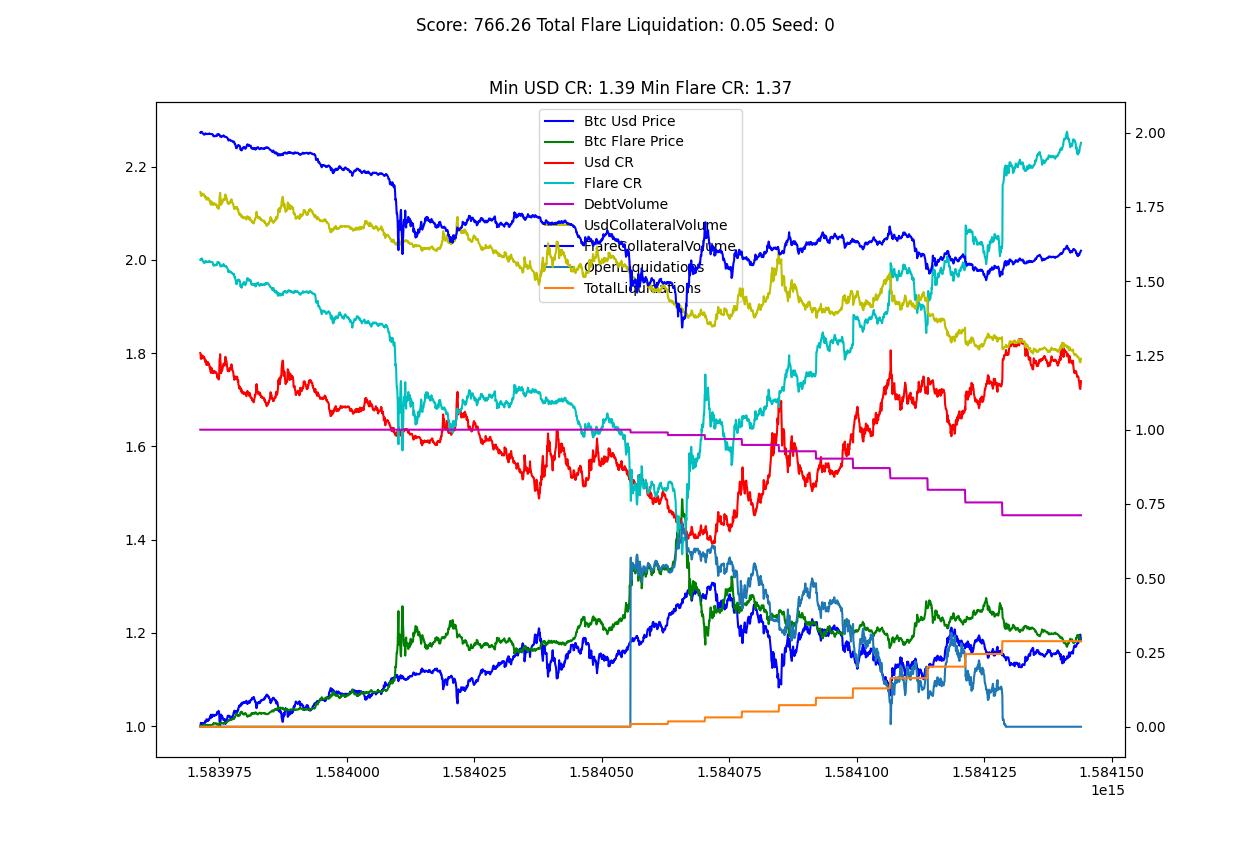 Score: 766.26 Total Flare Liquidation: 0.05 Seed: 0
Min USD CR: 1.39 Min Flare CR: 1.37
Btc Usd Price
Btc Flare Price
Usd CR
Flare CR
DebtVolume
UsdCollateralVolume
FlareCollateralVolume
OpenLiquidations
TotalLiquidations
2.2
2.0
1.8
1.6
1.4
1.2
1.0
2.00
1.75
1.50
1.25
1.00
0.75
0.50
0.25
0.00
1.583975
1.584000
1.584025
1.584050
1.584075
1.584100
1.584125
1.584150
1e15